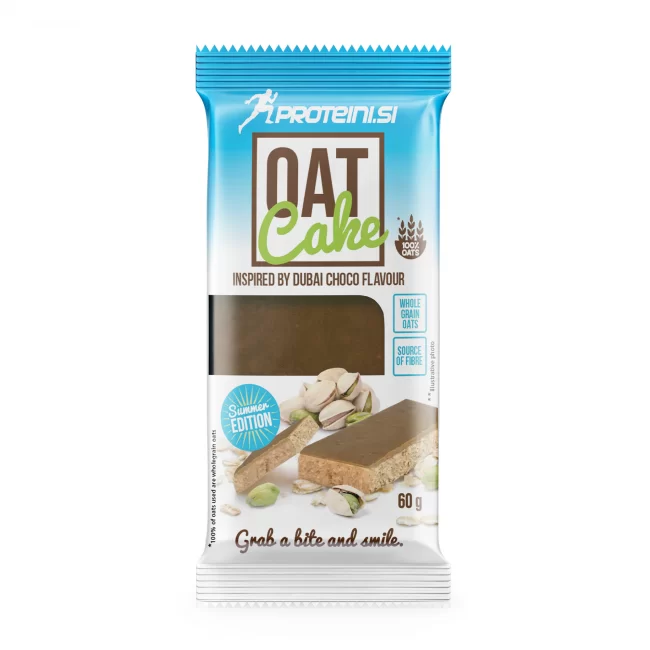 PROTEINI.SI
OAT
Cake
*100%
OATS
INSPIRED BY DUBAI CHOCO FLAVOUR
WHOLE
GRAIN
OATS
SOURCE
OF FIBRE
**illustrative photo
Summer
EDITION
*100% of oats used are wholegrain oats
60 g
Grab a bite and smile.